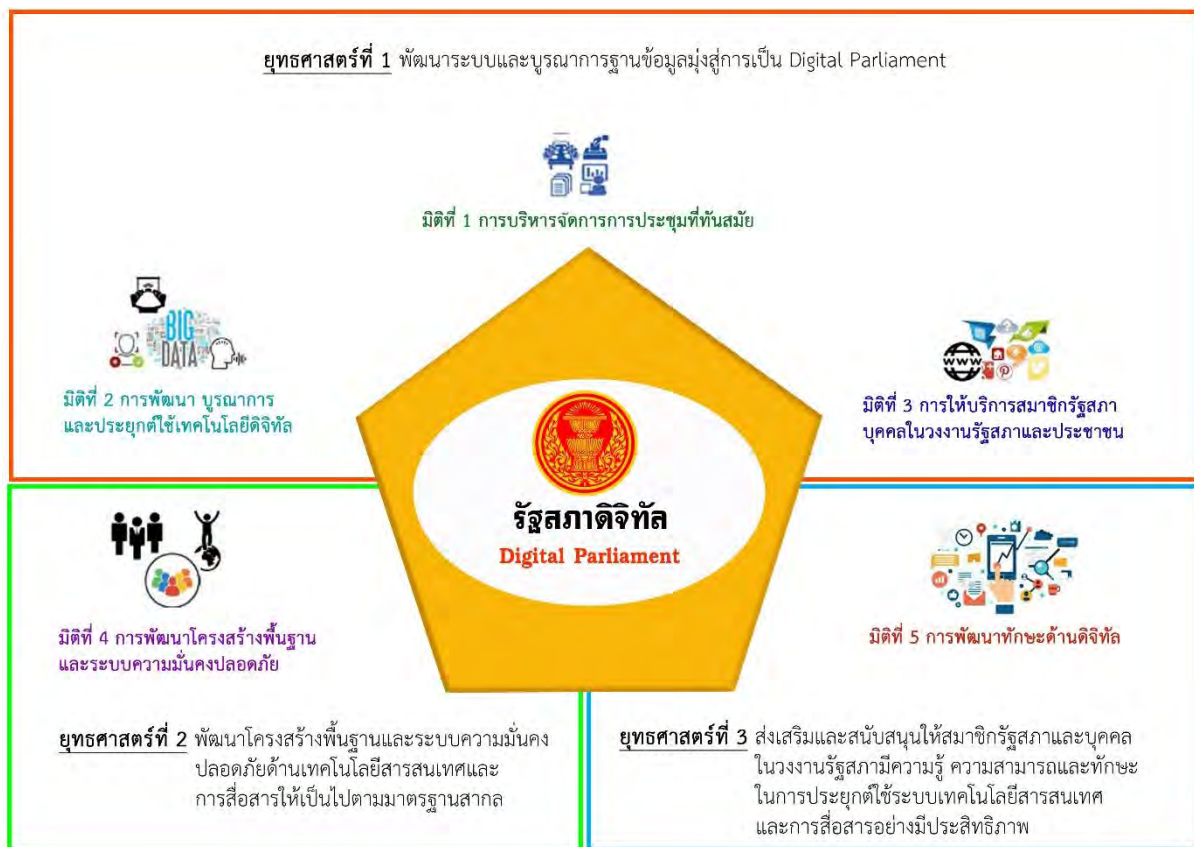 ยุทธศาสตร์ที่ 1 พัฒนาระบบและบูรณาการฐานข้อมูลมุ่งสู่การเป็น Digital Parliament
มิติที่ 1 การบริหารจัดการการประชุมที่ทันสมัย
BIG
DATA
มิติที่ 2 การพัฒนา บูรณาการ
และประยุกต์ใช้เทคโนโลยีดิจิทัล
www
มิติที่ 3 การให้บริการสมาชิกรัฐสภา
บุคคลในวงงานรัฐสภาและประชาชน
รัฐสภาดิจิทัล
Digital Parliament
มิติที่ 4 การพัฒนาโครงสร้างพื้นฐาน
และระบบความมั่นคงปลอดภัย
มิติที่ 5 การพัฒนาทักษะด้านดิจิทัล
ยุทธศาสตร์ที่ 2 พัฒนาโครงสร้างพื้นฐานและระบบความมั่นคง
ปลอดภัยด้านเทคโนโลยีสารสนเทศและ
การสื่อสารให้เป็นไปตามมาตรฐานสากล
ยุทธศาสตร์ที่ 3 ส่งเสริมและสนับสนุนให้สมาชิกรัฐสภาและบุคคล
ในวงงานรัฐสภามีความรู้ ความสามารถและทักษะ
ในการประยุกต์ใช้ระบบเทคโนโลยีสารสนเทศ
และการสื่อสารอย่างมีประสิทธิภาพ